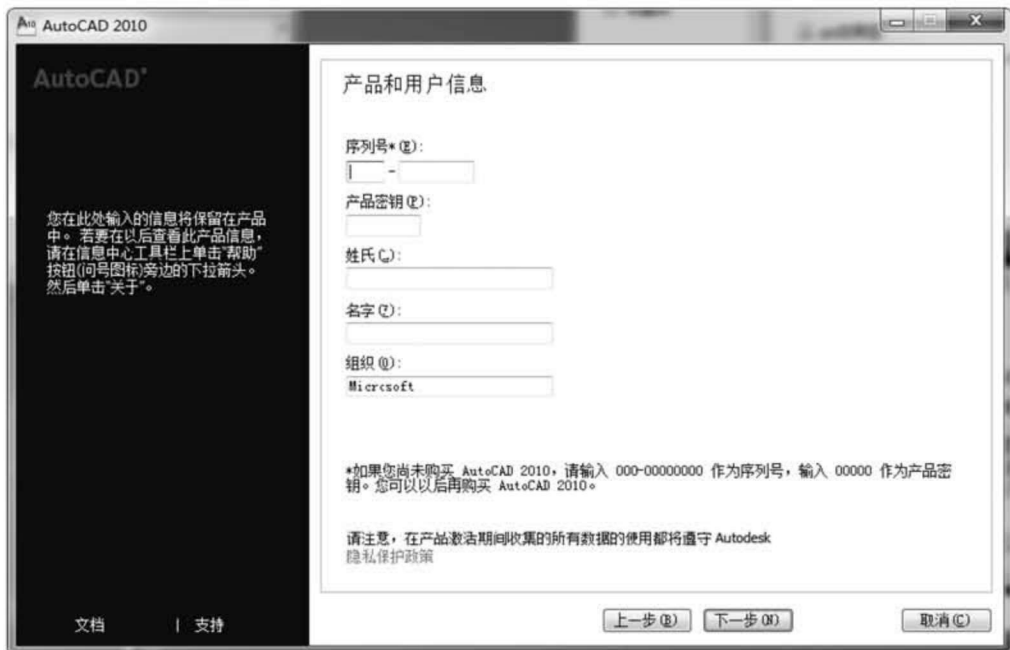 AutoCAD 2010
AutoCAD'
产品和用户信息
序列号*(E):
-
产品密钥(P):
您在此处输入的信息将保留在产品
中。若要在以后查看此产品信息，
请在信息中心工具栏上单击"帮助"
按钮(问号图标)旁边的下拉箭头。
然后单击"关于"。
姓氏(L):
名字(?):
组织(O):
Micrcsoft
*如果您尚未购买 AutoCAD 2010，请输入 000-00000000 作为序列号，输入 00000 作为产品密
钥。您可以以后再购买 AutoCAD 2010。
请注意，在产品激活期间收集的所有数据的使用都将遵守 Autodesk
隐私保护政策
文档 | 支持
上一步(B) 下一步(N) 取消(C)